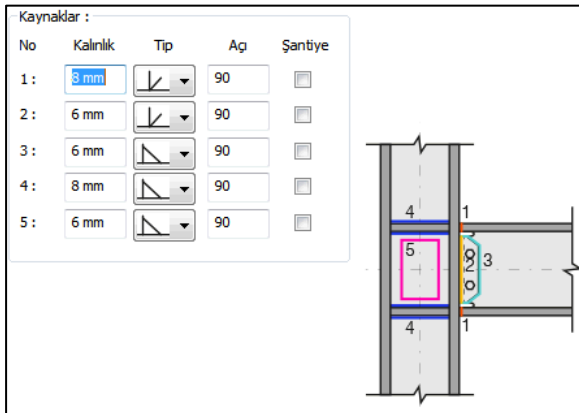 Kaynaklar :
No Kalınlık Tip Açı Şantiye
1 : 8 mm 90
2 : 6 mm 90
3 : 6 mm 90
4 : 8 mm 90
5 : 6 mm 90
4 1
5 2 3
4 1